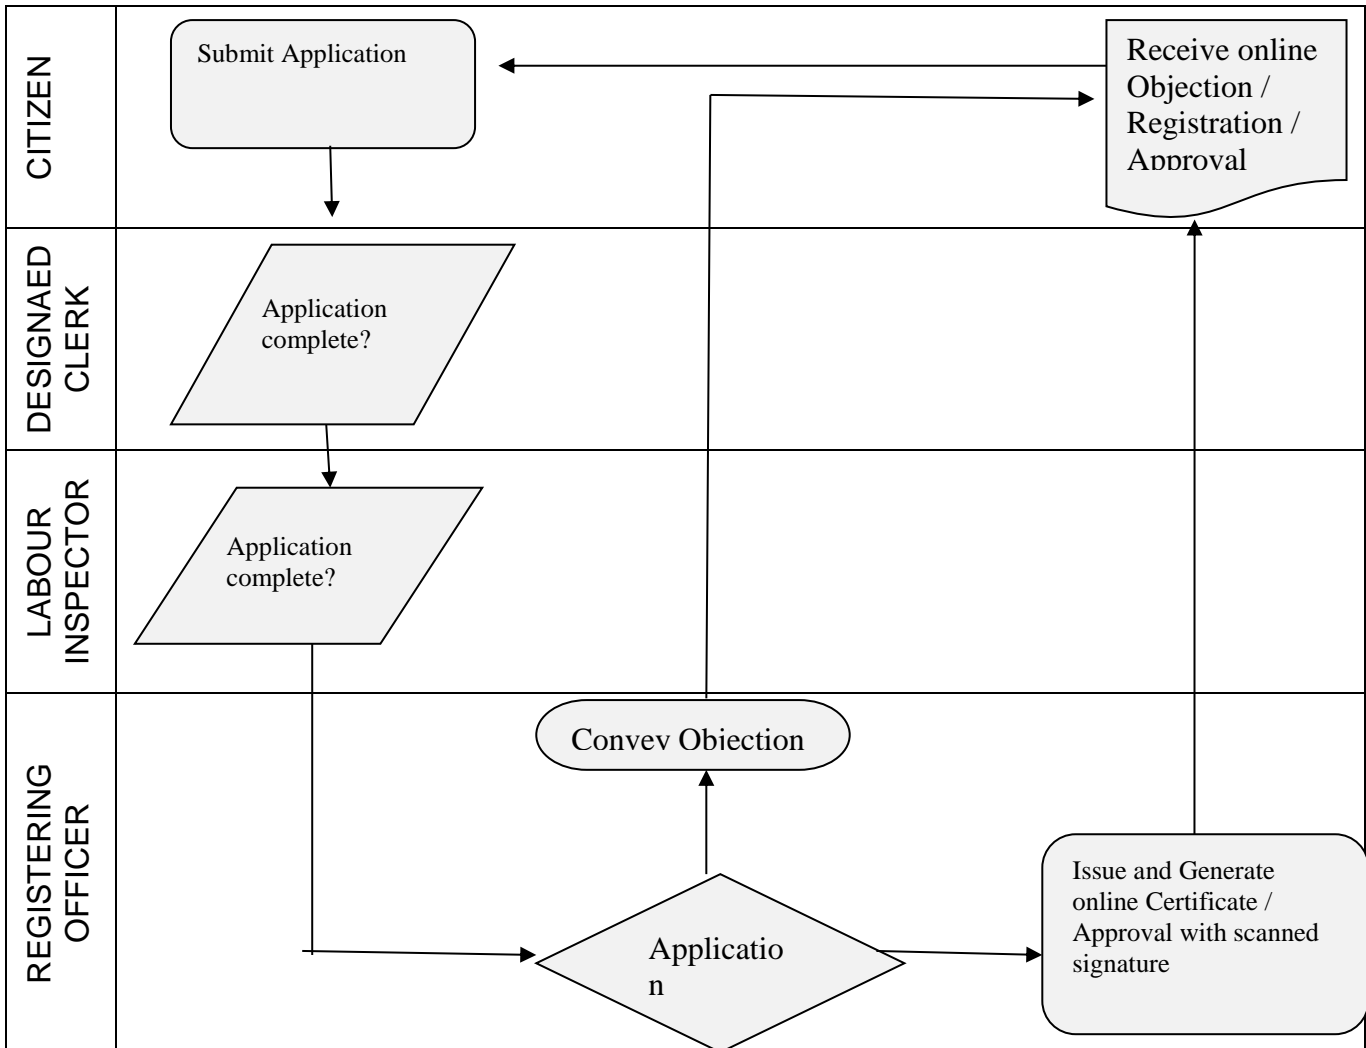 CITIZEN
Submit Application
Receive online
Objection /
Registration /
Approval
DESIGNAED
CLERK
Application
complete?
LABOUR
INSPECTOR
Application
complete?
REGISTERING
OFFICER
Convey Objection
Applicatio
n
Issue and Generate
online Certificate /
Approval with scanned
signature